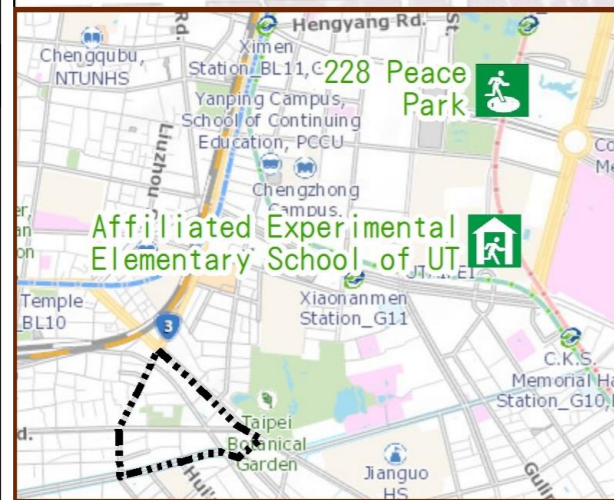 Hengyang Rd.
Rd.
St.
Chengqubu,
NTUNHS
Ximen
Station_BL11,G
228 Peace
Park
Yanping Campus,
School of Continuing
Education, PCCU
Liuzhou
Chengzhong
Campus,
Affiliated Experimental
Elementary School of UT
Temple
_BL10
3
Xiaonanmen
Station_G11
C.K.S.
Memorial Ha
Station_G10,
Taipei
Botanical
Garden
d.
Jianguo
HS